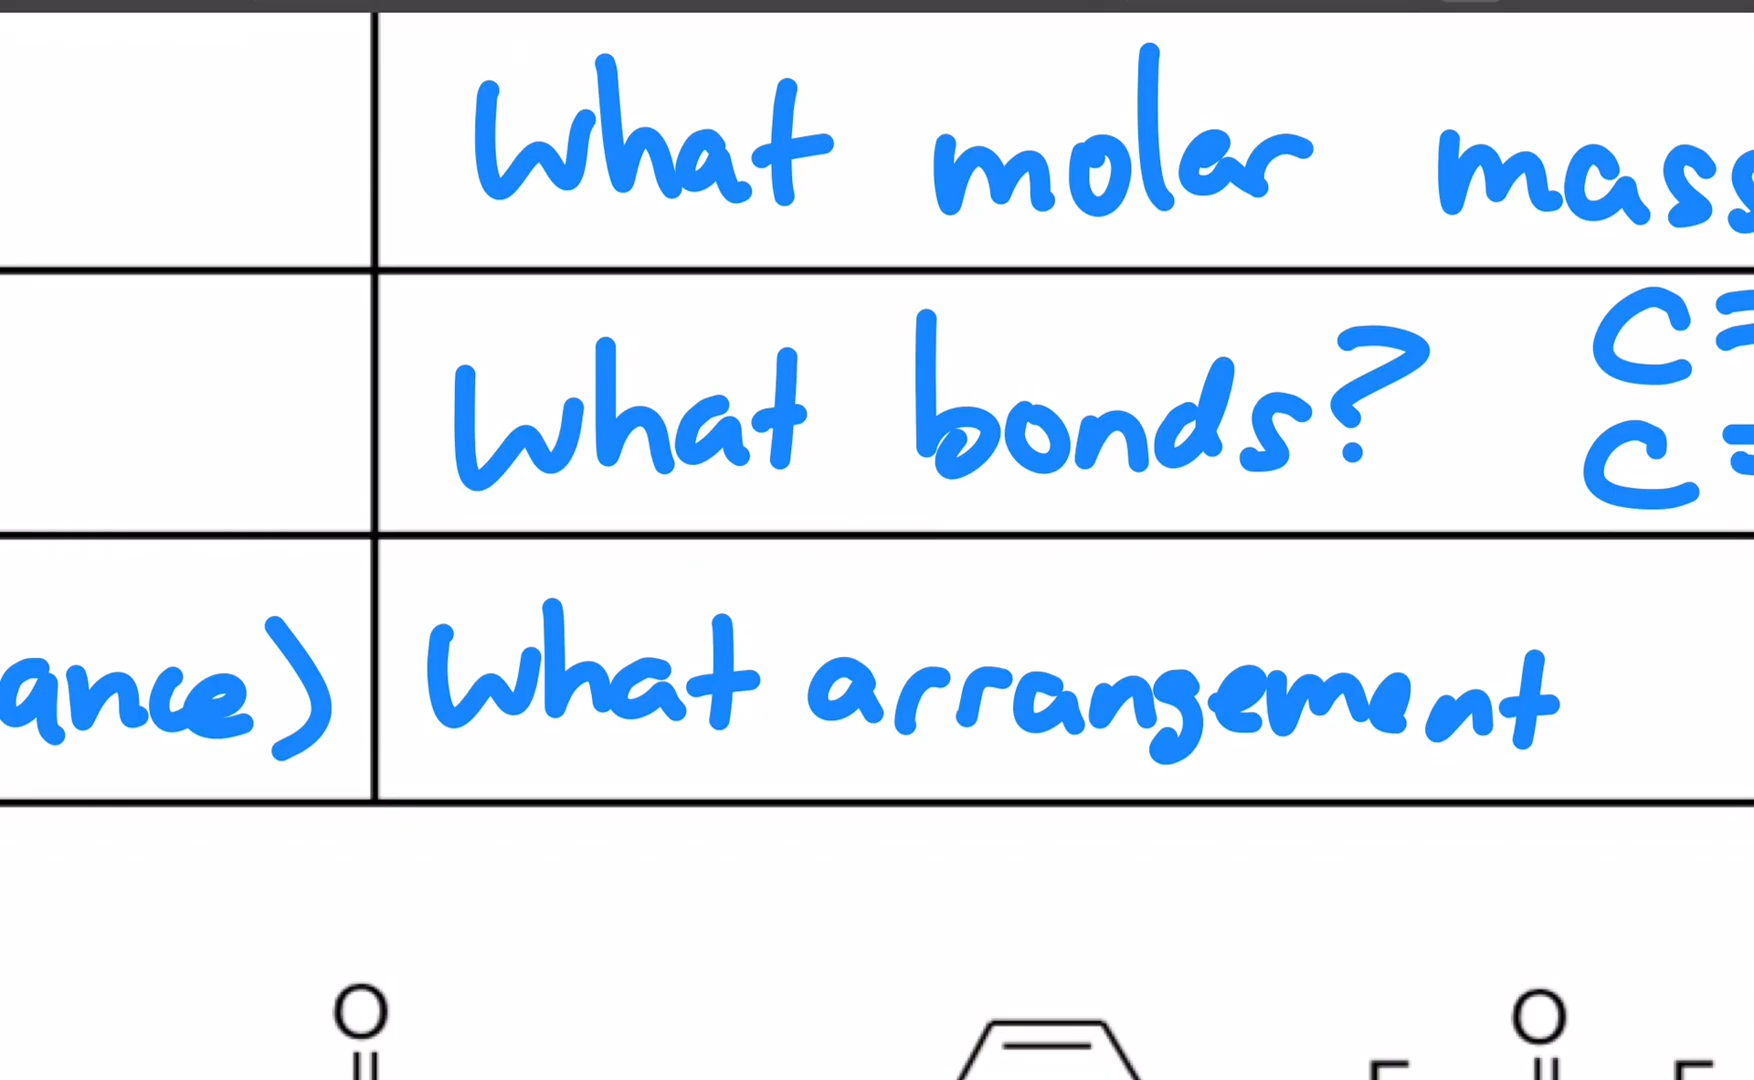 What molar mass
What bonds? C=
C=
ance) What arrangement
O
O
F F